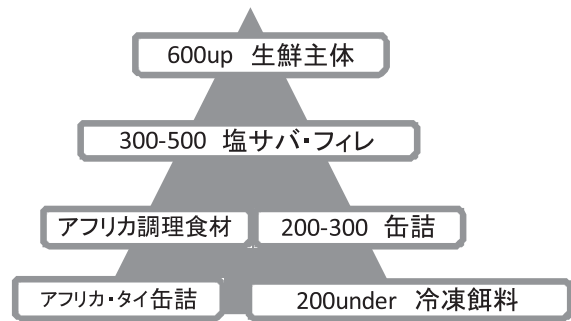 600up 生鮮主体
300-500 塩サバ・フィレ
アフリカ調理食材
200-300 缶詰
アフリカ・タイ缶詰
200under 冷凍餌料